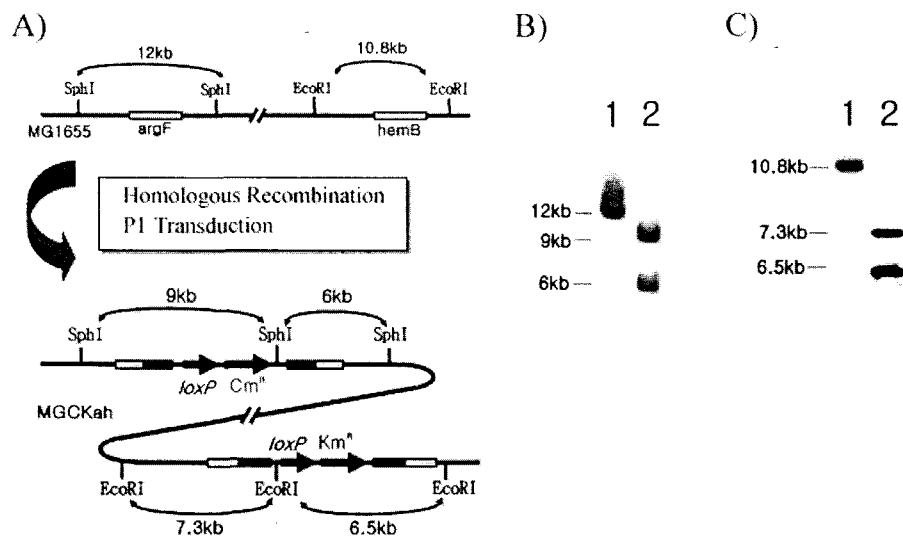 A)
12kb
SphI
SphI
10.8kb
EcoRI
EcoRI
MG1655
argF
hemB
Homologous Recombination
P1 Transduction
9kb
6kb
SphI
SphI
SphI
loxP
Cmᴿ
MGCKah
loxP
Kmᴿ
EcoRI
EcoRI
EcoRI
7.3kb
6.5kb
B)
1 2
12kb
9kb
6kb
C)
1 2
10.8kb
7.3kb
6.5kb